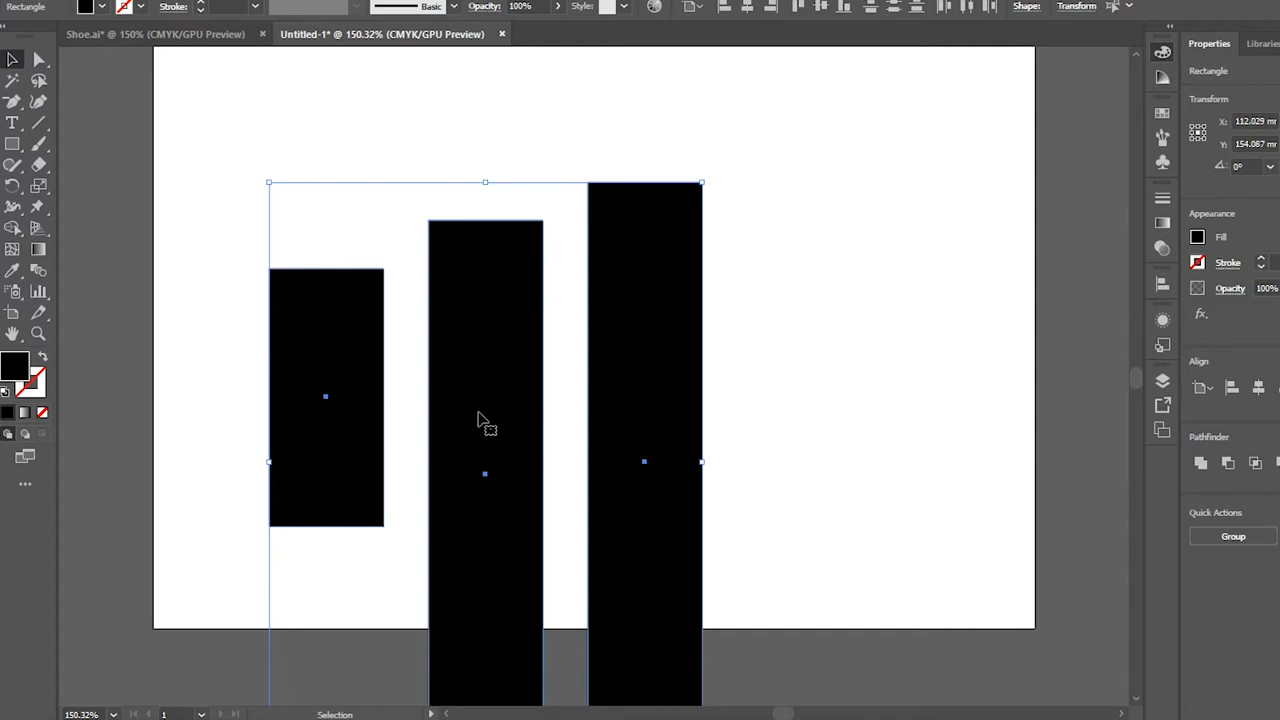 Rectangle Stroke: Basic Opacity: 100% Style: Shape: Transform
Shoe.ai* @ 150% (CMYK/GPU Preview) × Untitled-1* @ 150.32% (CMYK/GPU Preview) ×
Properties Libraries
Rectangle
Transform
X: 112.029 mm
Y: 154.087 mm
0°
Appearance
Fill
Stroke
Opacity 100%
fx.
Align
Pathfinder
Quick Actions
Group
150.32% 1 Selection